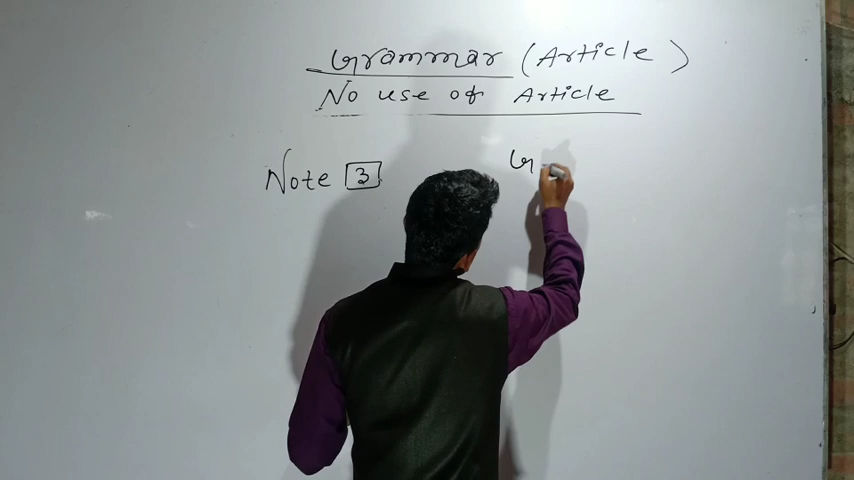 Grammar (Article)
No use of Article
Note 3
G